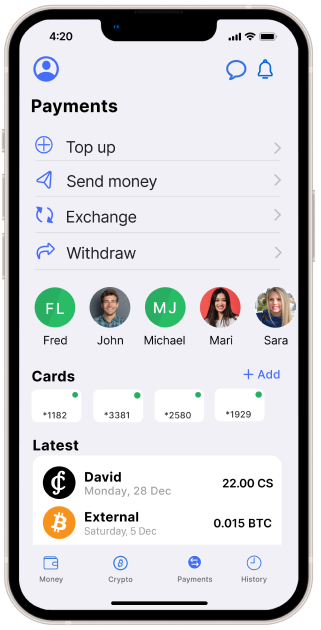 4:20
Payments
Top up
Send money
Exchange
Withdraw
FL
MJ
Fred John Michael Mari Sara
Cards + Add
*1182 *3381 *2580 *1929
Latest
David
Monday, 28 Dec
22.00 CS
External
Saturday, 5 Dec
0.015 BTC
Money Crypto Payments History